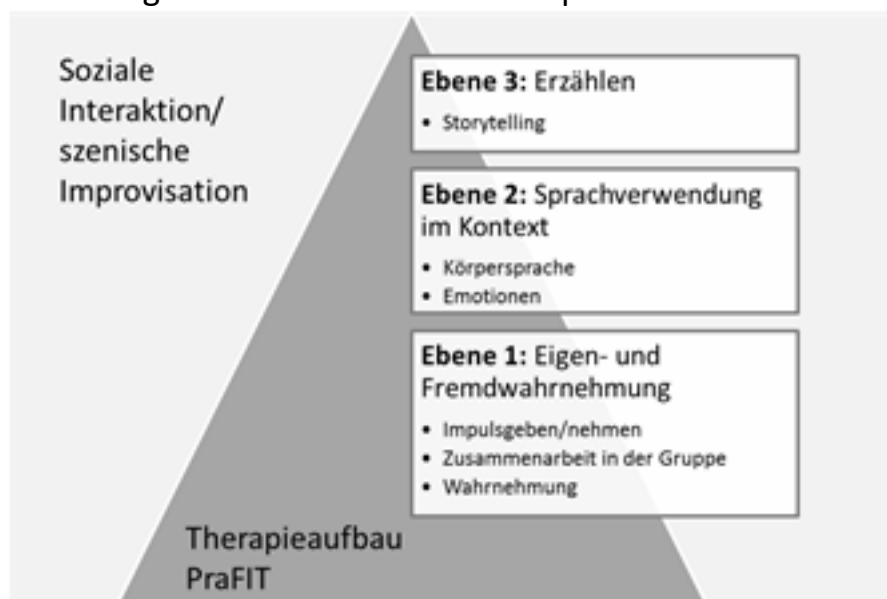 Soziale
Interaktion/
szenische
Improvisation
Ebene 3: Erzählen
• Storytelling
Ebene 2: Sprachverwendung
im Kontext
• Körpersprache
• Emotionen
Ebene 1: Eigen- und
Fremdwahrnehmung
• Impulsgeben/nehmen
• Zusammenarbeit in der Gruppe
• Wahrnehmung
Therapieaufbau
PraFIT